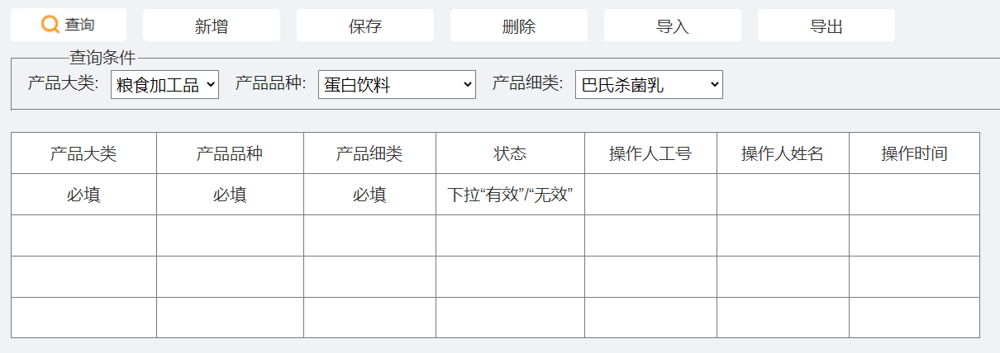 查询 新增 保存 删除 导入 导出
查询条件
产品大类: 粮食加工品 产品品种: 蛋白饮料 产品细类: 巴氏杀菌乳
产品大类 产品品种 产品细类 状态 操作人工号 操作人姓名 操作时间
必填 必填 必填 下拉“有效”/“无效”